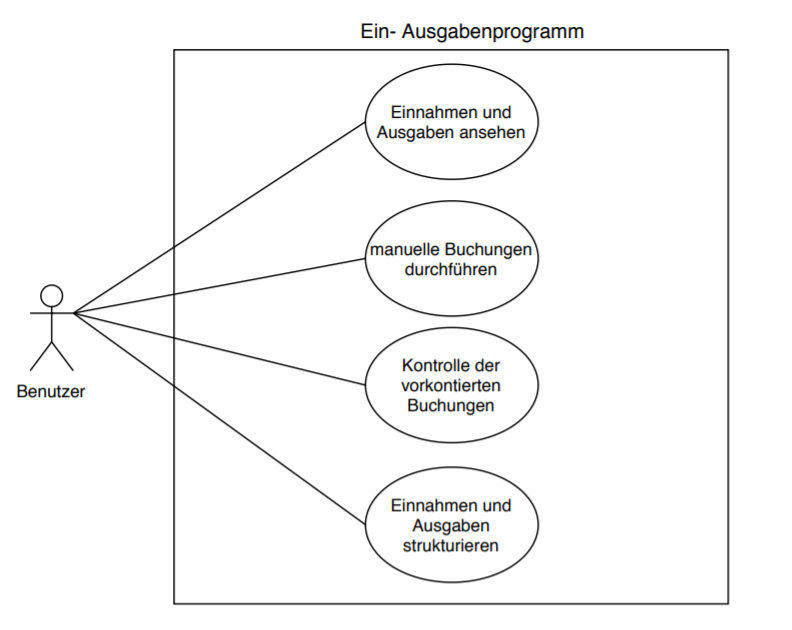 Ein- Ausgabenprogramm
Einnahmen und
Ausgaben ansehen
manuelle Buchungen
durchführen
Kontrolle der
vorkontierten
Buchungen
Benutzer
Einnahmen und
Ausgaben
strukturieren